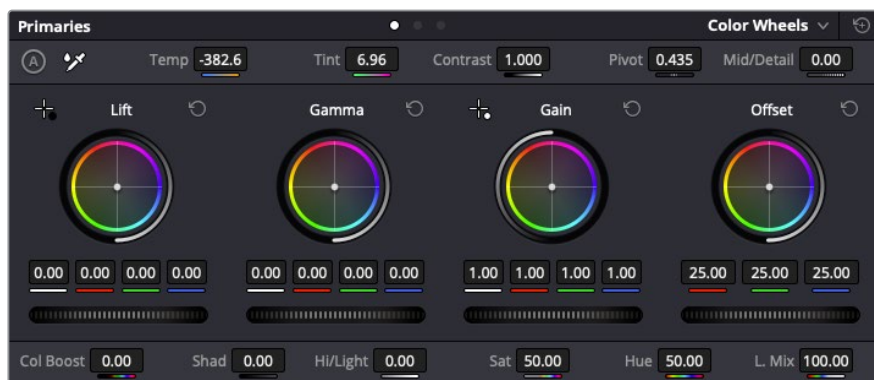 Primaries Color Wheels
A Temp -382.6 Tint 6.96 Contrast 1.000 Pivot 0.435 Mid/Detail 0.00
Lift Gamma Gain Offset
0.00 0.00 0.00 0.00 0.00 0.00 0.00 0.00 1.00 1.00 1.00 1.00 25.00 25.00 25.00
Col Boost 0.00 Shad 0.00 Hi/Light 0.00 Sat 50.00 Hue 50.00 L. Mix 100.00